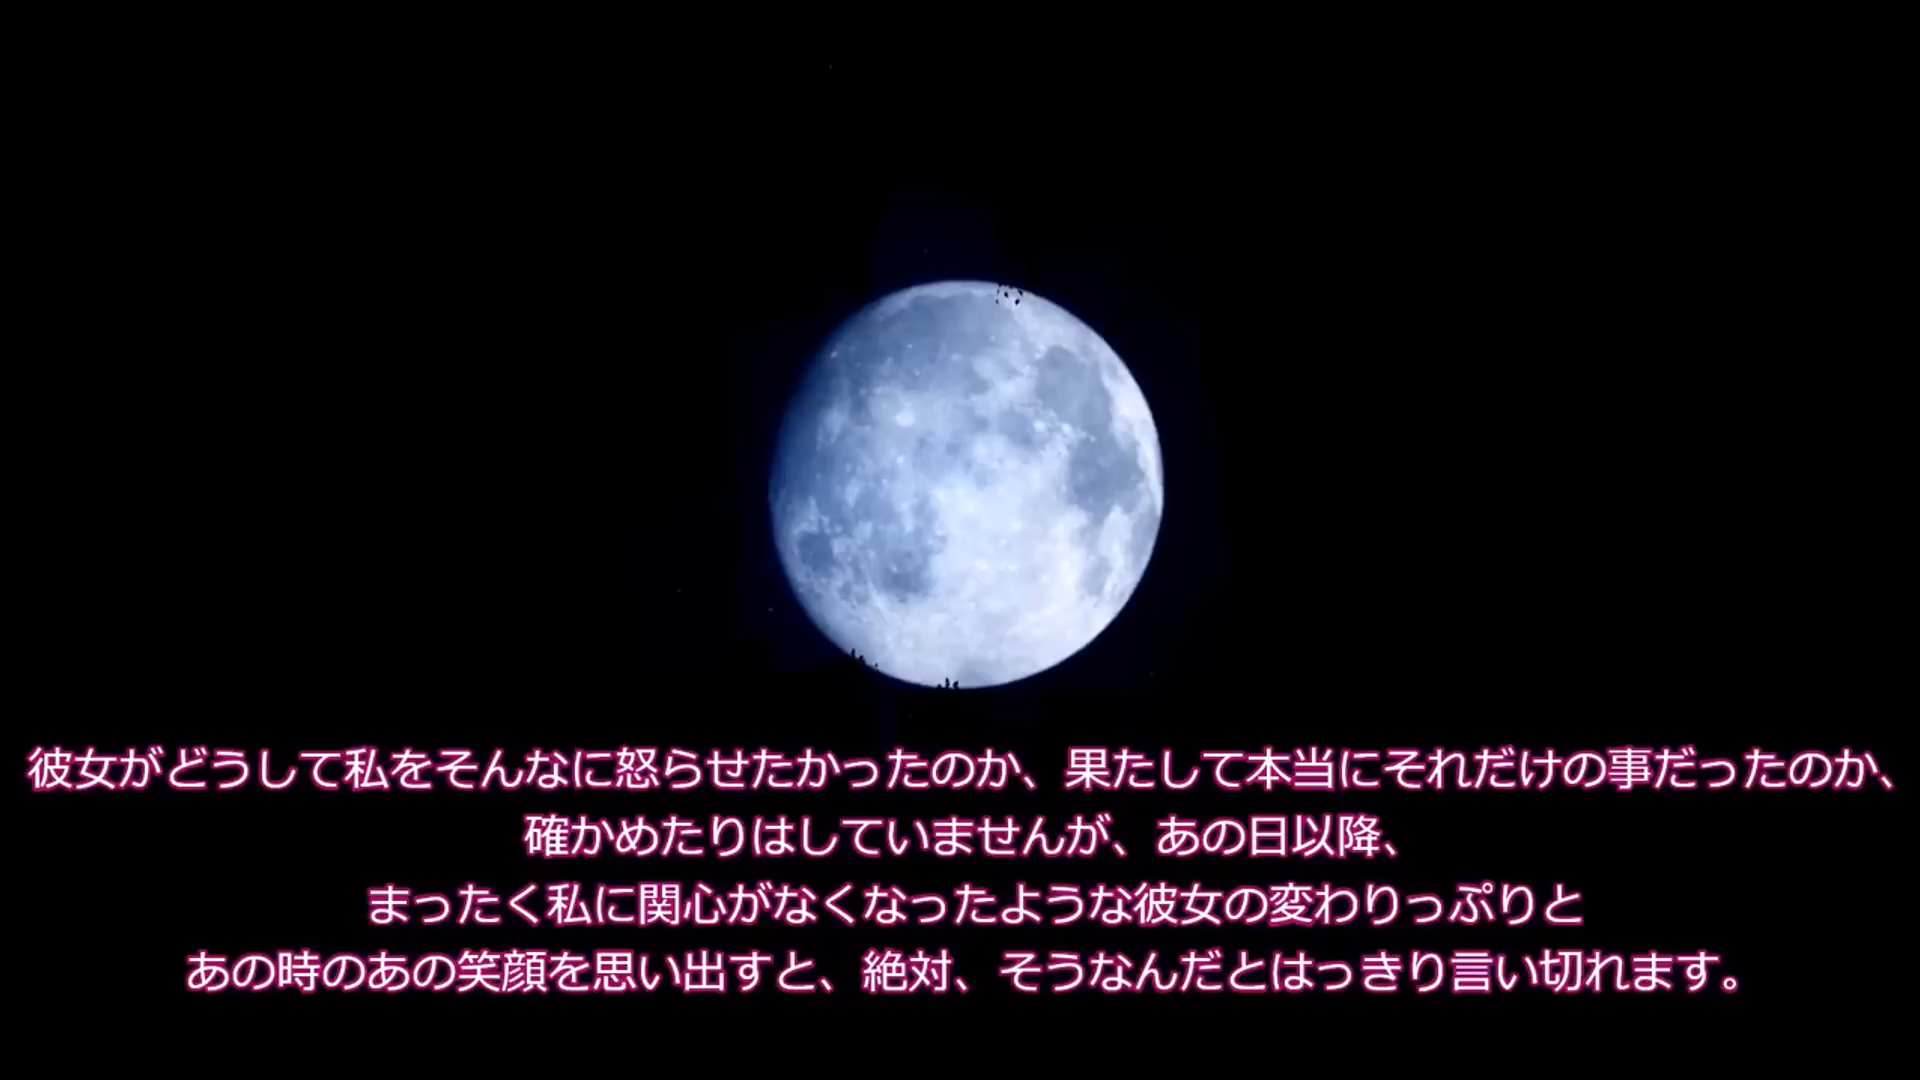 彼女がどうして私をそんなに怒らせたかったのか、果たして本当にそれだけの事だったのか、
確かめたりはしていませんが、あの日以降、
まったく私に関心がなくなったような彼女の変わりっぷりと
あの時のあの笑顔を思い出すと、絶対、そうなんだとはっきり言い切れます。